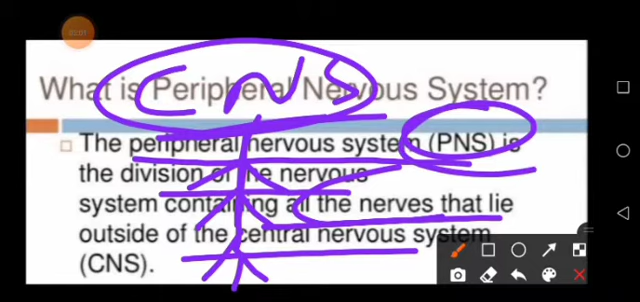 What is Peripheral Nervous System?
CNS
The peripheral nervous system (PNS) is
the division of the nervous
system containing all the nerves that lie
outside of the central nervous system
(CNS).